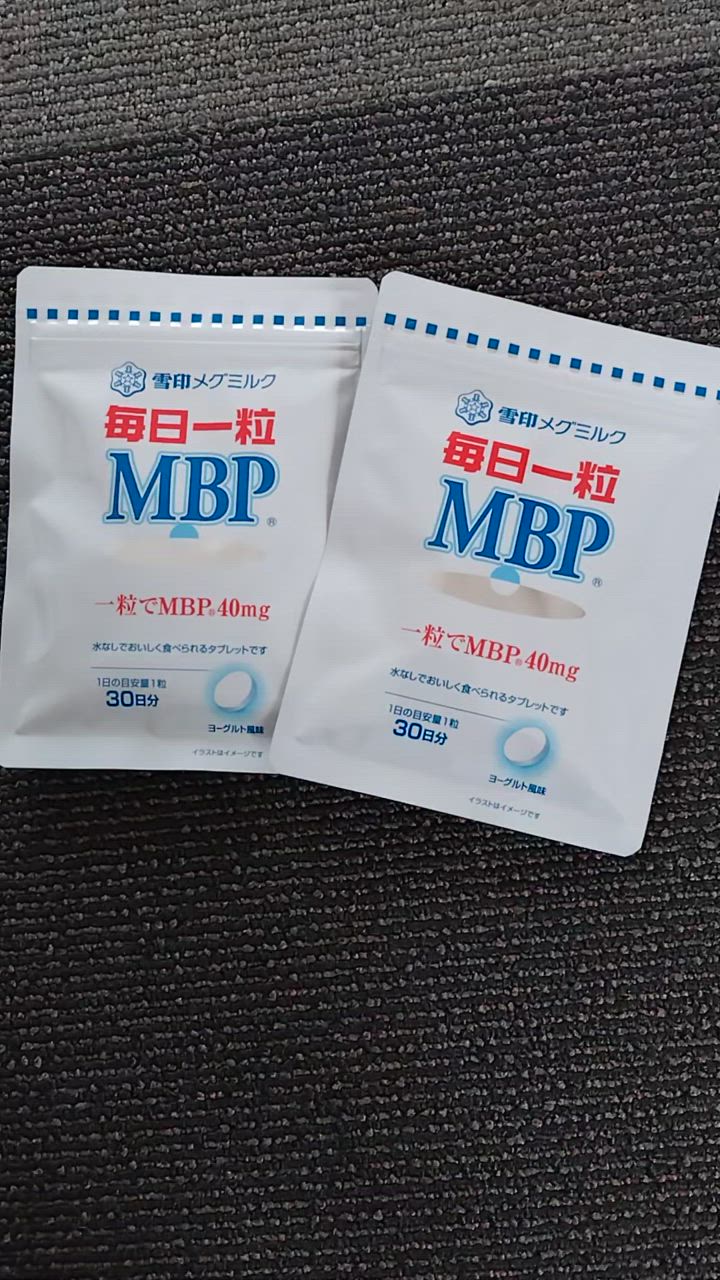 雪印メグミルク
毎日一粒
MBP®
一粒でMBP®40mg
水なしでおいしく食べられるタブレットです
1日の目安量1粒
30日分
ヨーグルト風味
イラストはイメージです
雪印メグミルク
毎日一粒
MBP®
一粒でMBP®40mg
水なしでおいしく食べられるタブレットです
1日の目安量1粒
30日分
ヨーグルト風味
イラストはイメージです